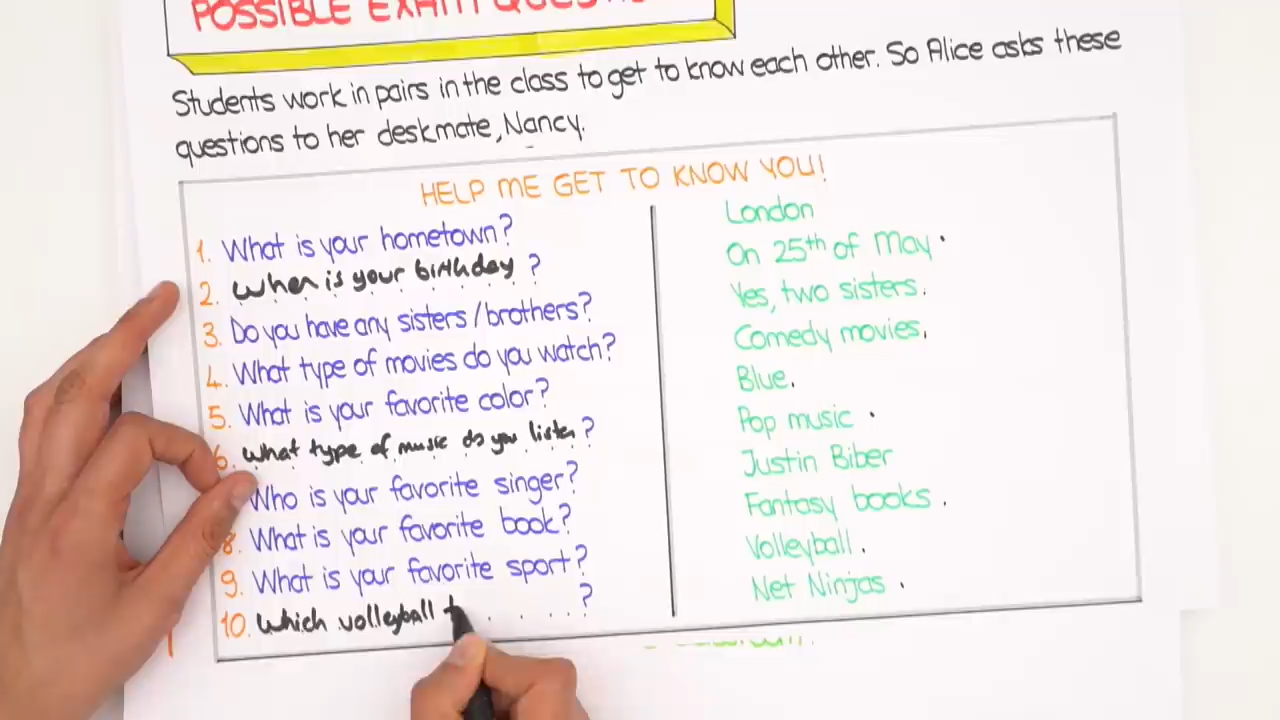 POSSIBLE EXAM
Students work in pairs in the class to get to know each other. So Alice asks these
questions to her deskmate, Nancy.
HELP ME GET TO KNOW YOU!
1. What is your hometown?
London
2. When is your birthday ?
On 25th of May.
3. Do you have any sisters/brothers?
Yes, two sisters.
4. What type of movies do you watch?
Comedy movies.
5. What is your favorite color?
Blue.
6. What type of music do you listen ?
Pop music .
Who is your favorite singer?
Justin Biber
8. What is your favorite book?
Fantasy books .
9. What is your favorite sport?
Volleyball .
10. Which volleyball t . . . . ?
Net Ninjas .